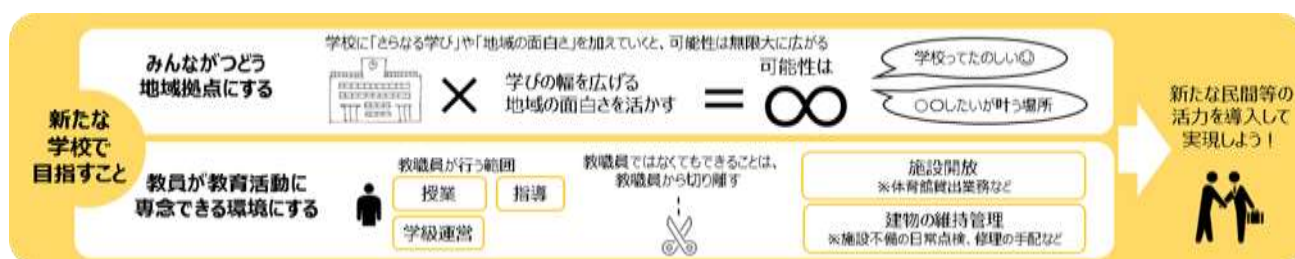 新たな
学校で
目指すこと
みんながつどう
地域拠点にする
学校に「さらなる学び」や「地域の面白さ」を加えていくと、可能性は無限大に広がる
×
学びの幅を広げる
地域の面白さを活かす
=
可能性は
∞
学校ってたのしい☺
○○したいが叶う場所
教員が教育活動に
専念できる環境にする
教職員が行う範囲
授業
指導
学級運営
教職員ではなくてもできることは、
教職員から切り離す
施設開放
※体育館貸出業務など
建物の維持管理
※施設不備の日常点検、修理の手配など
新たな民間等の
活力を導入して
実現しよう!